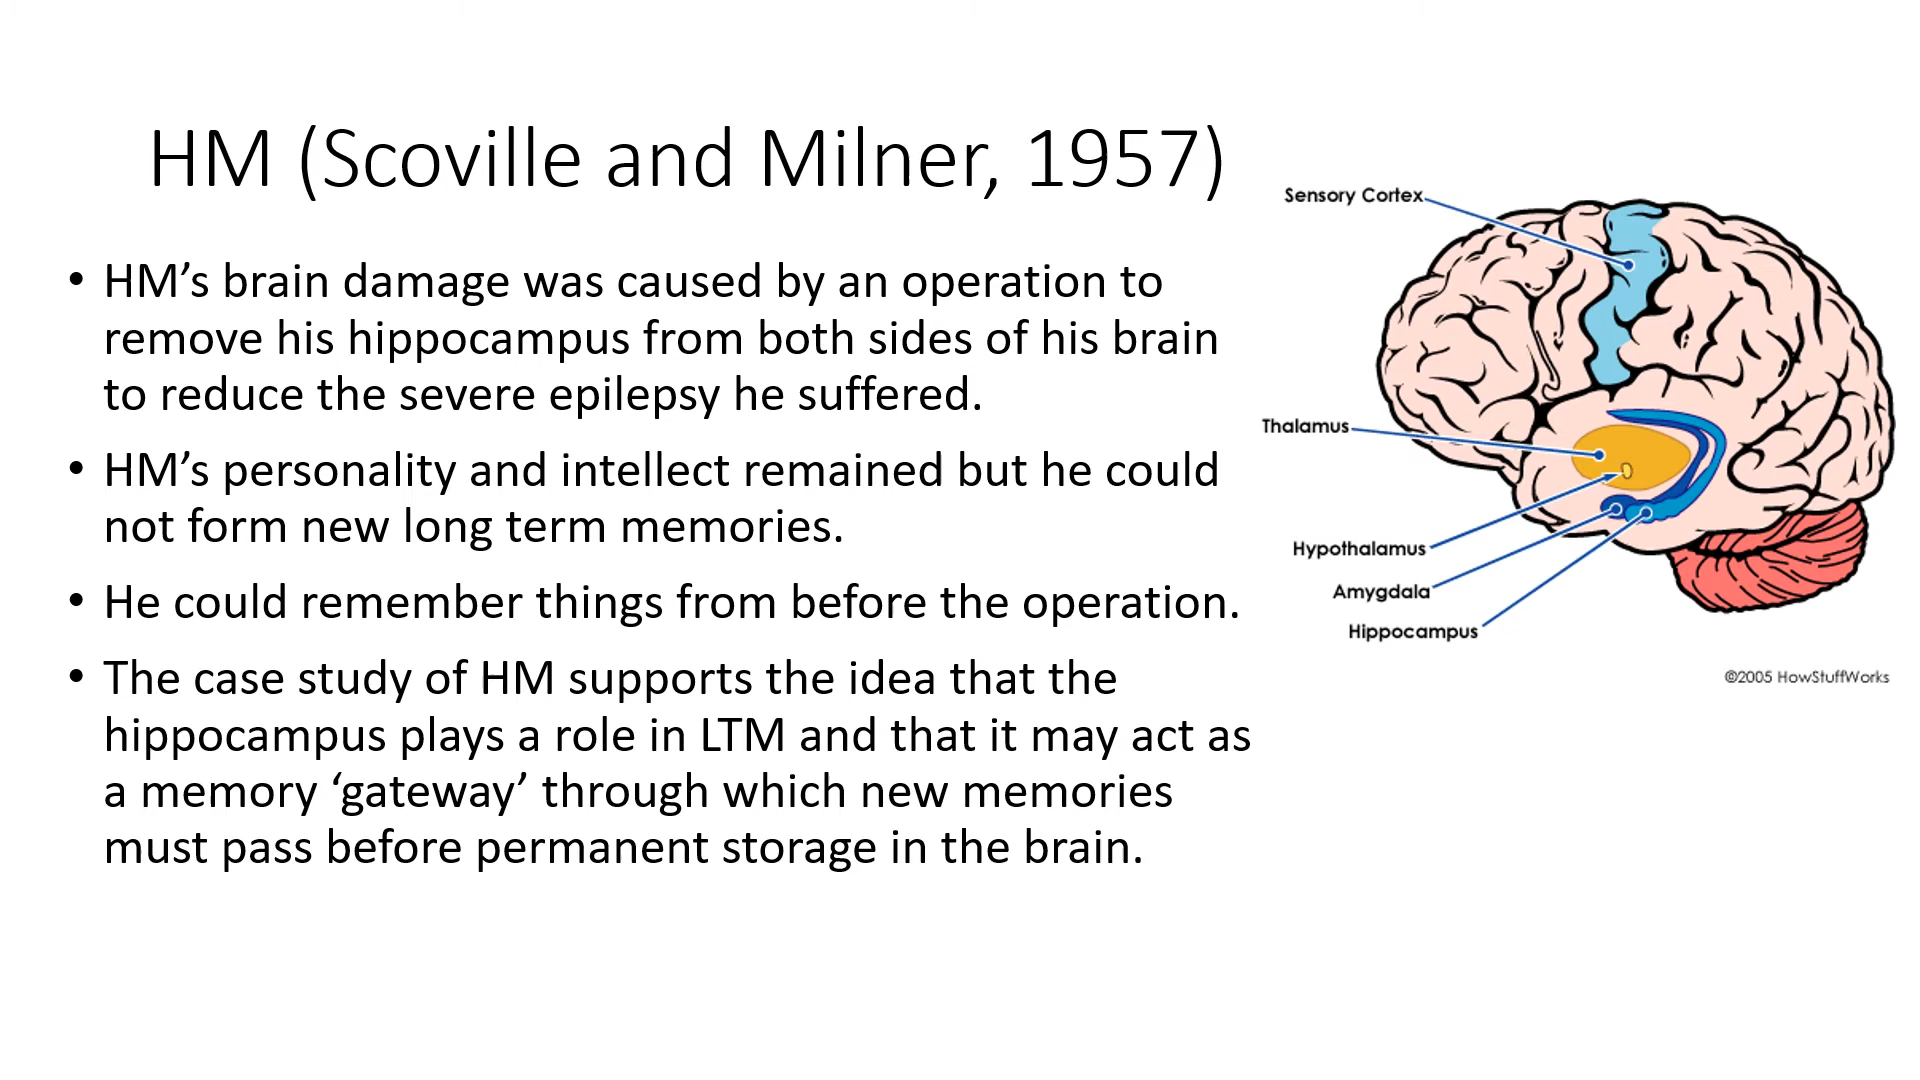 HM (Scoville and Milner, 1957)
• HM’s brain damage was caused by an operation to
remove his hippocampus from both sides of his brain
to reduce the severe epilepsy he suffered.
• HM’s personality and intellect remained but he could
not form new long term memories.
• He could remember things from before the operation.
• The case study of HM supports the idea that the
hippocampus plays a role in LTM and that it may act as
a memory ‘gateway’ through which new memories
must pass before permanent storage in the brain.
Sensory Cortex
Thalamus
Hypothalamus
Amygdala
Hippocampus
©2005 HowStuffWorks